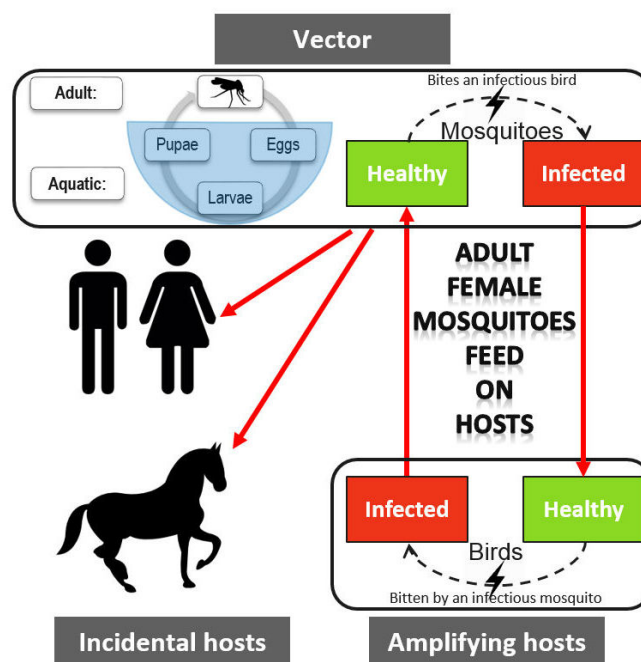 Vector
Adult:
Bites an infectious bird
Mosquitoes
Pupae
Eggs
Aquatic:
Larvae
Healthy
Infected
ADULT
FEMALE
MOSQUITOES
FEED
ON
HOSTS
Infected
Healthy
Birds
Bitten by an infectious mosquito
Incidental hosts
Amplifying hosts